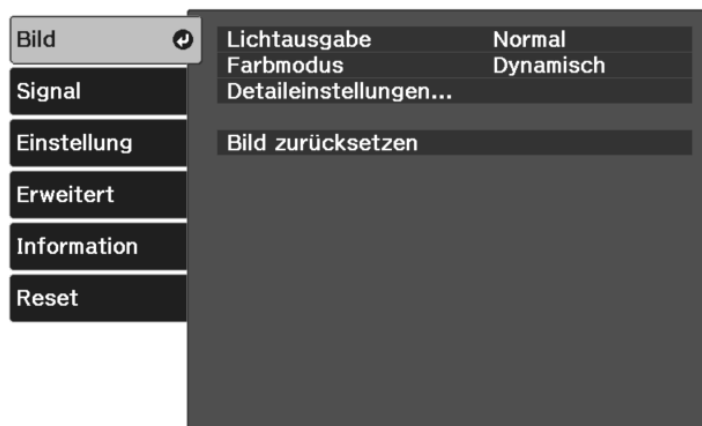 Bild
Signal
Einstellung
Erweitert
Information
Reset
Lichtausgabe Normal
Farbmodus Dynamisch
Detaileinstellungen...
Bild zurücksetzen